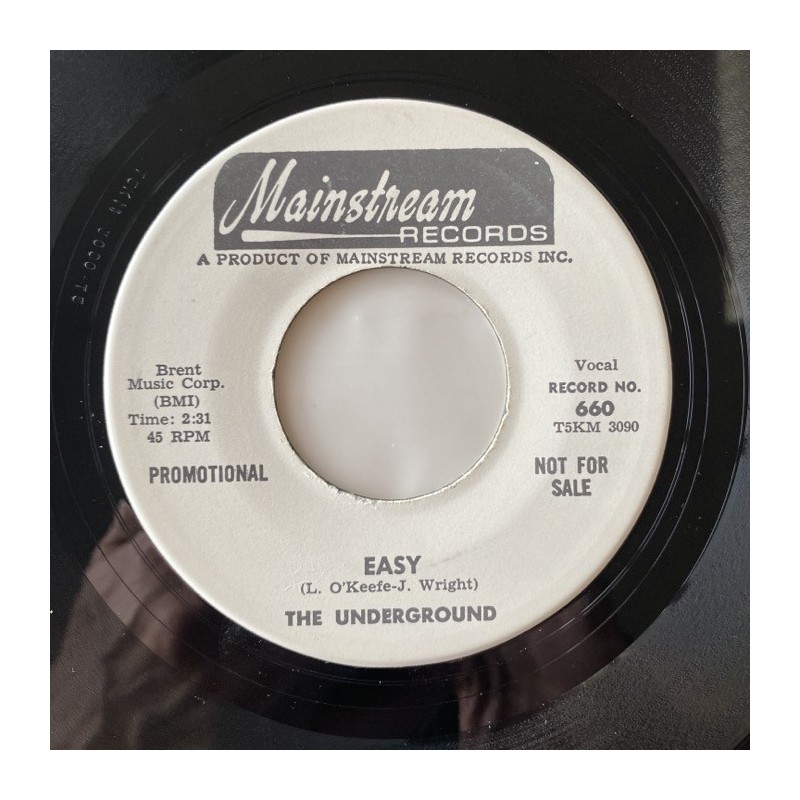 Mainstream
RECORDS
A PRODUCT OF MAINSTREAM RECORDS INC.
Brent
Music Corp.
(BMI)
Time: 2:31
45 RPM
PROMOTIONAL
Vocal
RECORD NO.
660
T5KM 3090
NOT FOR
SALE
EASY
(L. O'Keefe-J. Wright)
THE UNDERGROUND